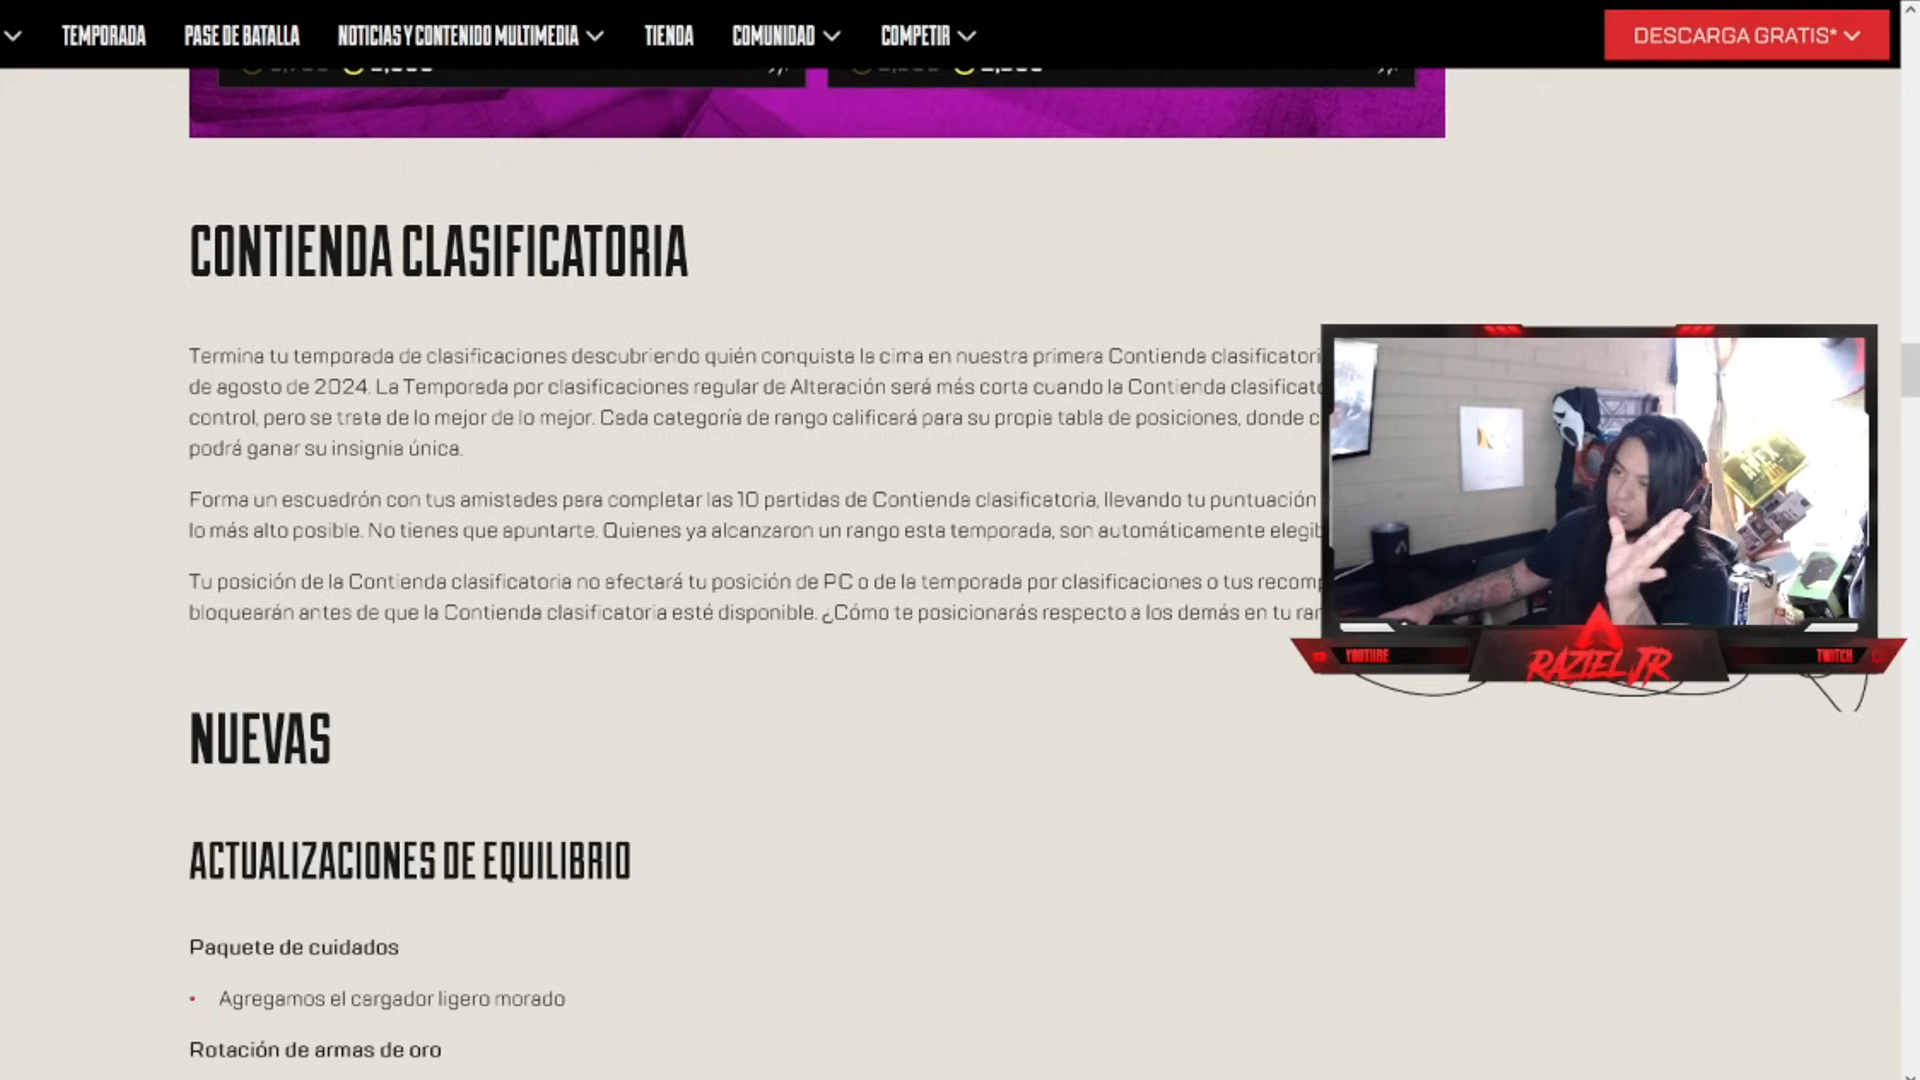 TEMPORADA PASE DE BATALLA NOTICIAS Y CONTENIDO MULTIMEDIA TIENDA COMUNIDAD COMPETIR DESCARGA GRATIS*
CONTIENDA CLASIFICATORIA
Termina tu temporada de clasificaciones descubriendo quién conquista la cima en nuestra primera Contienda clasificatori
de agosto de 2024. La Temporada por clasificaciones regular de Alteración será más corta cuando la Contienda clasificat
control, pero se trata de lo mejor de lo mejor. Cada categoría de rango calificará para su propia tabla de posiciones, donde c
podrá ganar su insignia única.
Forma un escuadrón con tus amistades para completar las 10 partidas de Contienda clasificatoria, llevando tu puntuación
lo más alto posible. No tienes que apuntarte. Quienes ya alcanzaron un rango esta temporada, son automáticamente elegib
Tu posición de la Contienda clasificatoria no afectará tu posición de PC o de la temporada por clasificaciones o tus recomp
bloquearán antes de que la Contienda clasificatoria esté disponible. ¿Cómo te posicionarás respecto a los demás en tu ran
YOUTUBE RAZIEL JR TWITCH
NUEVAS
ACTUALIZACIONES DE EQUILIBRIO
Paquete de cuidados
• Agregamos el cargador ligero morado
Rotación de armas de oro